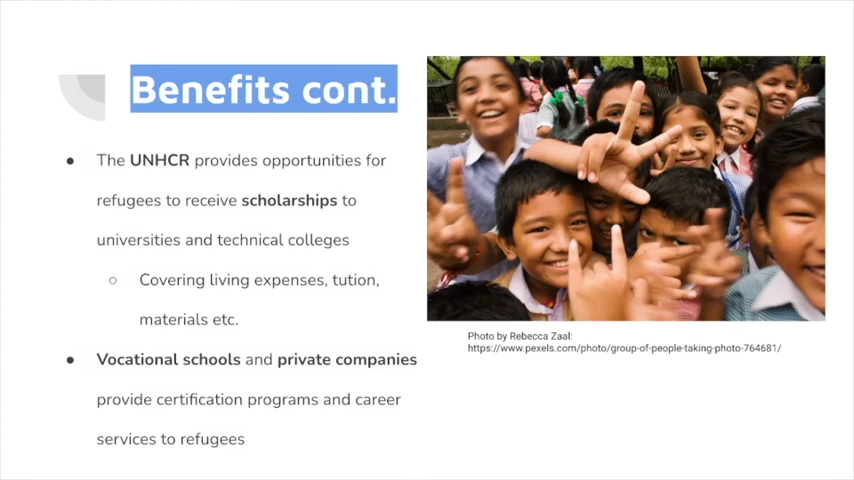 Benefits cont.
● The UNHCR provides opportunities for
refugees to receive scholarships to
universities and technical colleges
○ Covering living expenses, tution,
materials etc.
● Vocational schools and private companies
provide certification programs and career
services to refugees
Photo by Rebecca Zaal:
https://www.pexels.com/photo/group-of-people-taking-photo-764681/